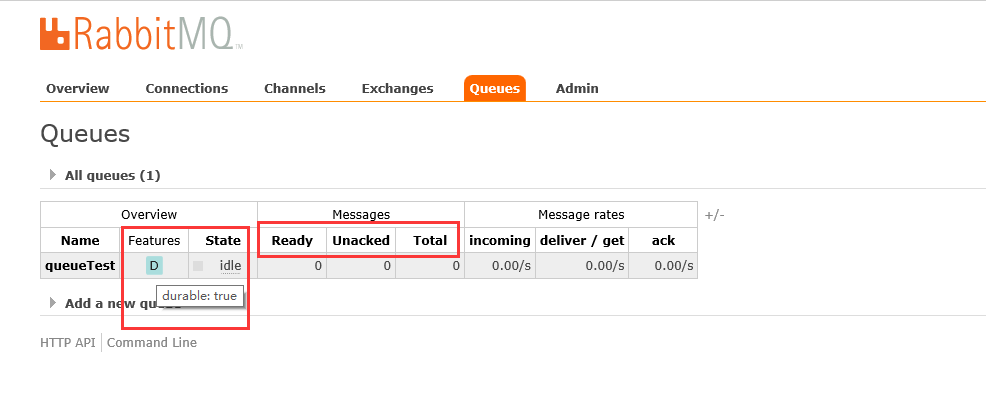 RabbitMQ™
Overview Connections Channels Exchanges Queues Admin
Queues
All queues (1)
Overview Messages Message rates +/-
Name Features State Ready Unacked Total incoming deliver / get ack
queueTest D idle 0 0 0 0.00/s 0.00/s 0.00/s
durable: true
Add a new queue
HTTP API Command Line